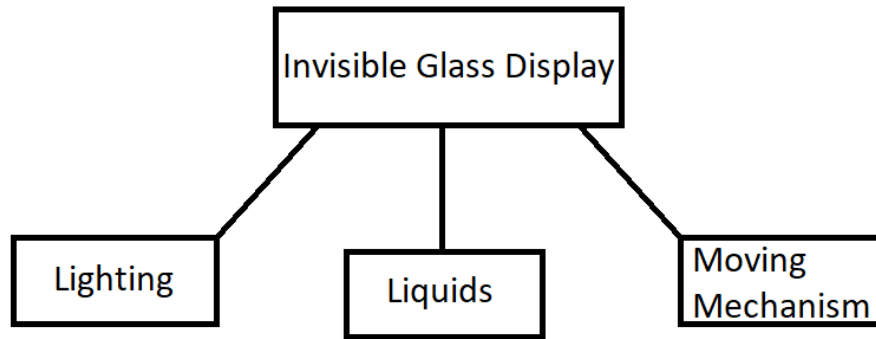 Invisible Glass Display
Lighting
Liquids
Moving
Mechanism